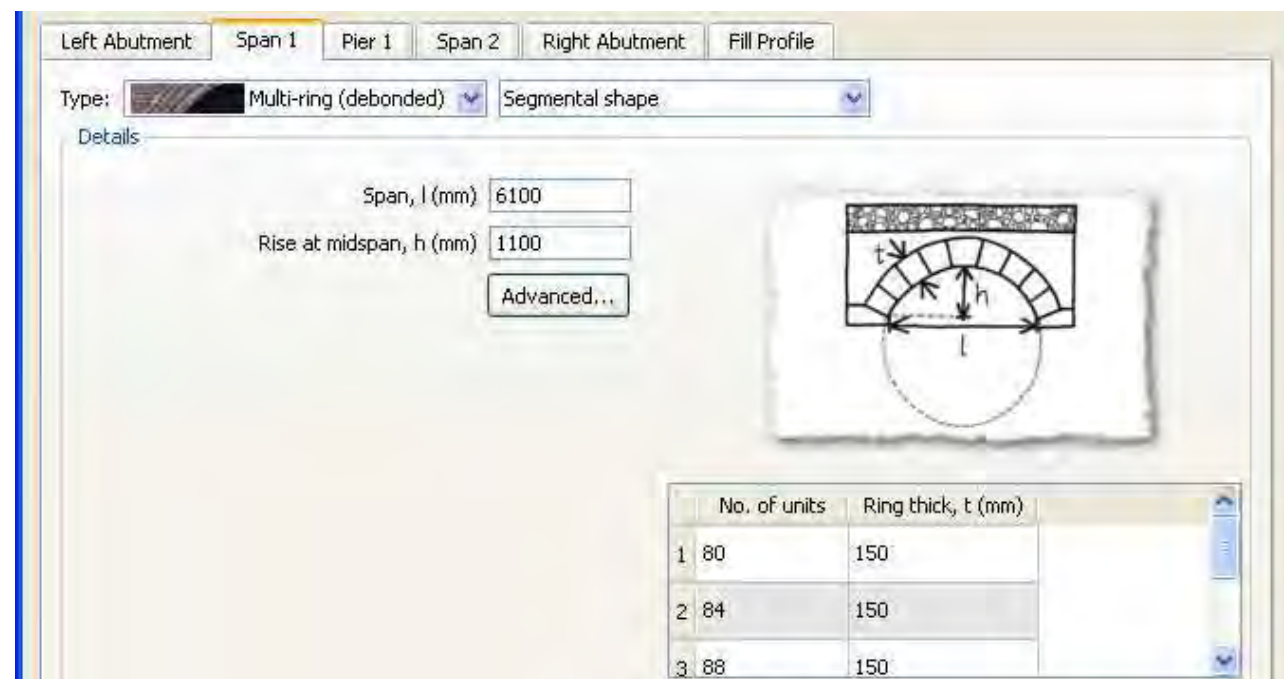 Left Abutment Span 1 Pier 1 Span 2 Right Abutment Fill Profile
Type: Multi-ring (debonded) Segmental shape
Details
Span, l (mm) 6100
Rise at midspan, h (mm) 1100
Advanced...
t
h
l
No. of units Ring thick, t (mm)
1 80 150
2 84 150
3 88 150